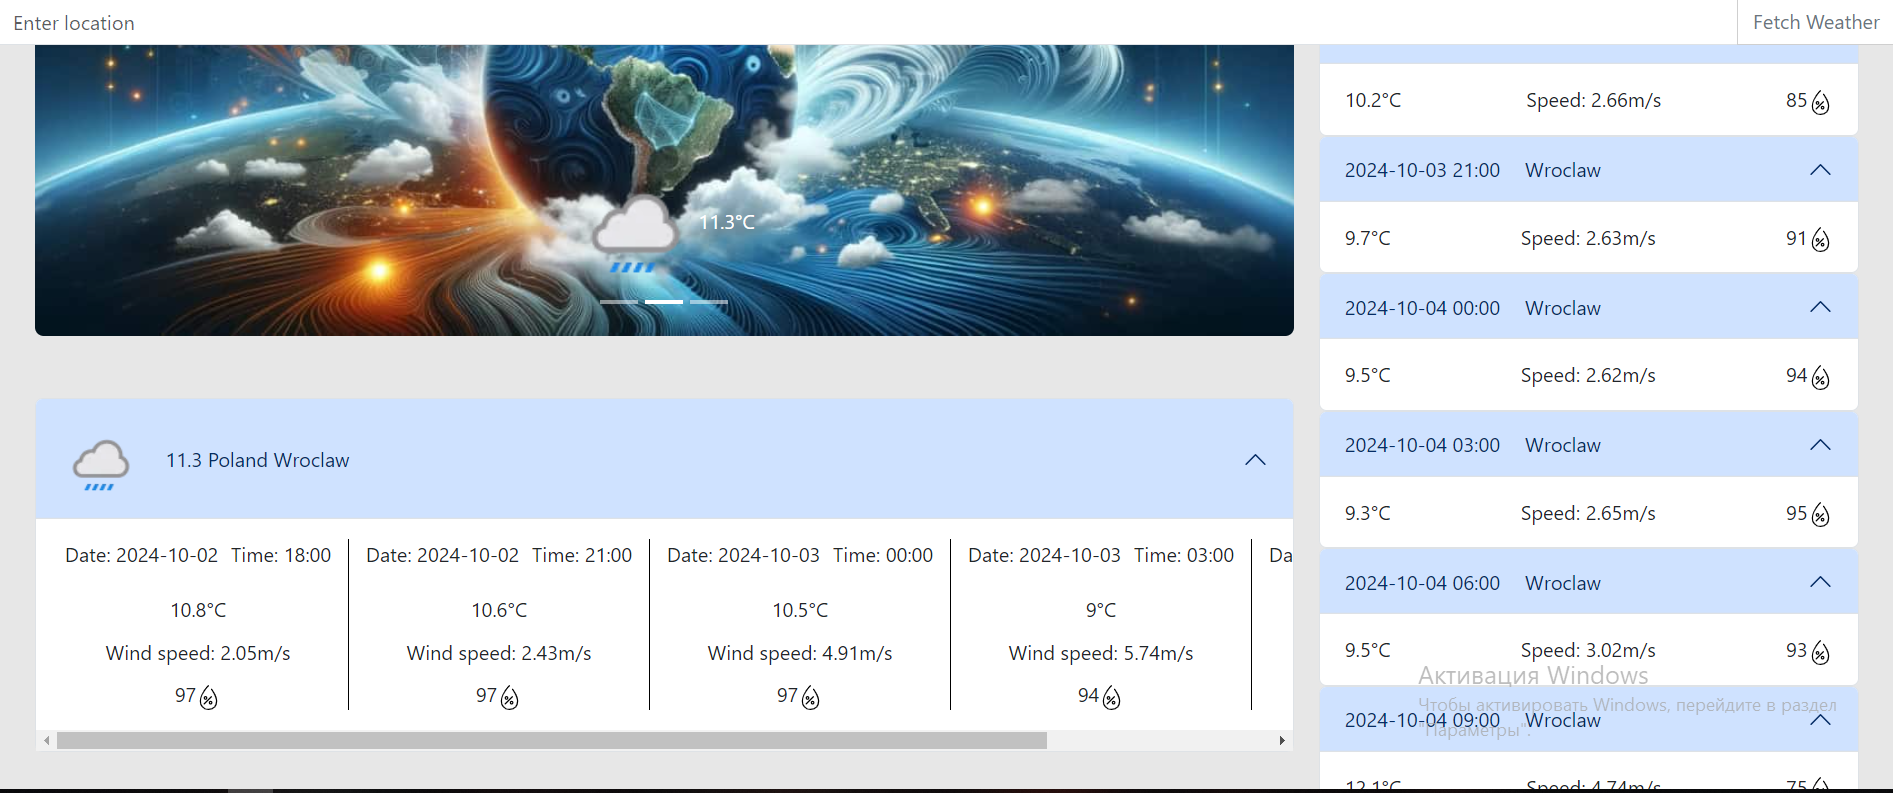 Enter location
Fetch Weather
11.3°C
11.3 Poland Wroclaw
Date: 2024-10-02 Time: 18:00
10.8°C
Wind speed: 2.05m/s
97 %
Date: 2024-10-02 Time: 21:00
10.6°C
Wind speed: 2.43m/s
97 %
Date: 2024-10-03 Time: 00:00
10.5°C
Wind speed: 4.91m/s
97 %
Date: 2024-10-03 Time: 03:00
9°C
Wind speed: 5.74m/s
94 %
Da
10.2°C Speed: 2.66m/s 85 %
2024-10-03 21:00 Wroclaw
9.7°C Speed: 2.63m/s 91 %
2024-10-04 00:00 Wroclaw
9.5°C Speed: 2.62m/s 94 %
2024-10-04 03:00 Wroclaw
9.3°C Speed: 2.65m/s 95 %
2024-10-04 06:00 Wroclaw
9.5°C Speed: 3.02m/s 93 %
2024-10-04 09:00 Wroclaw
12.1°C Speed: 4.74m/s 75
Активация Windows
Чтобы активировать Windows, перейдите в раздел
"Параметры".